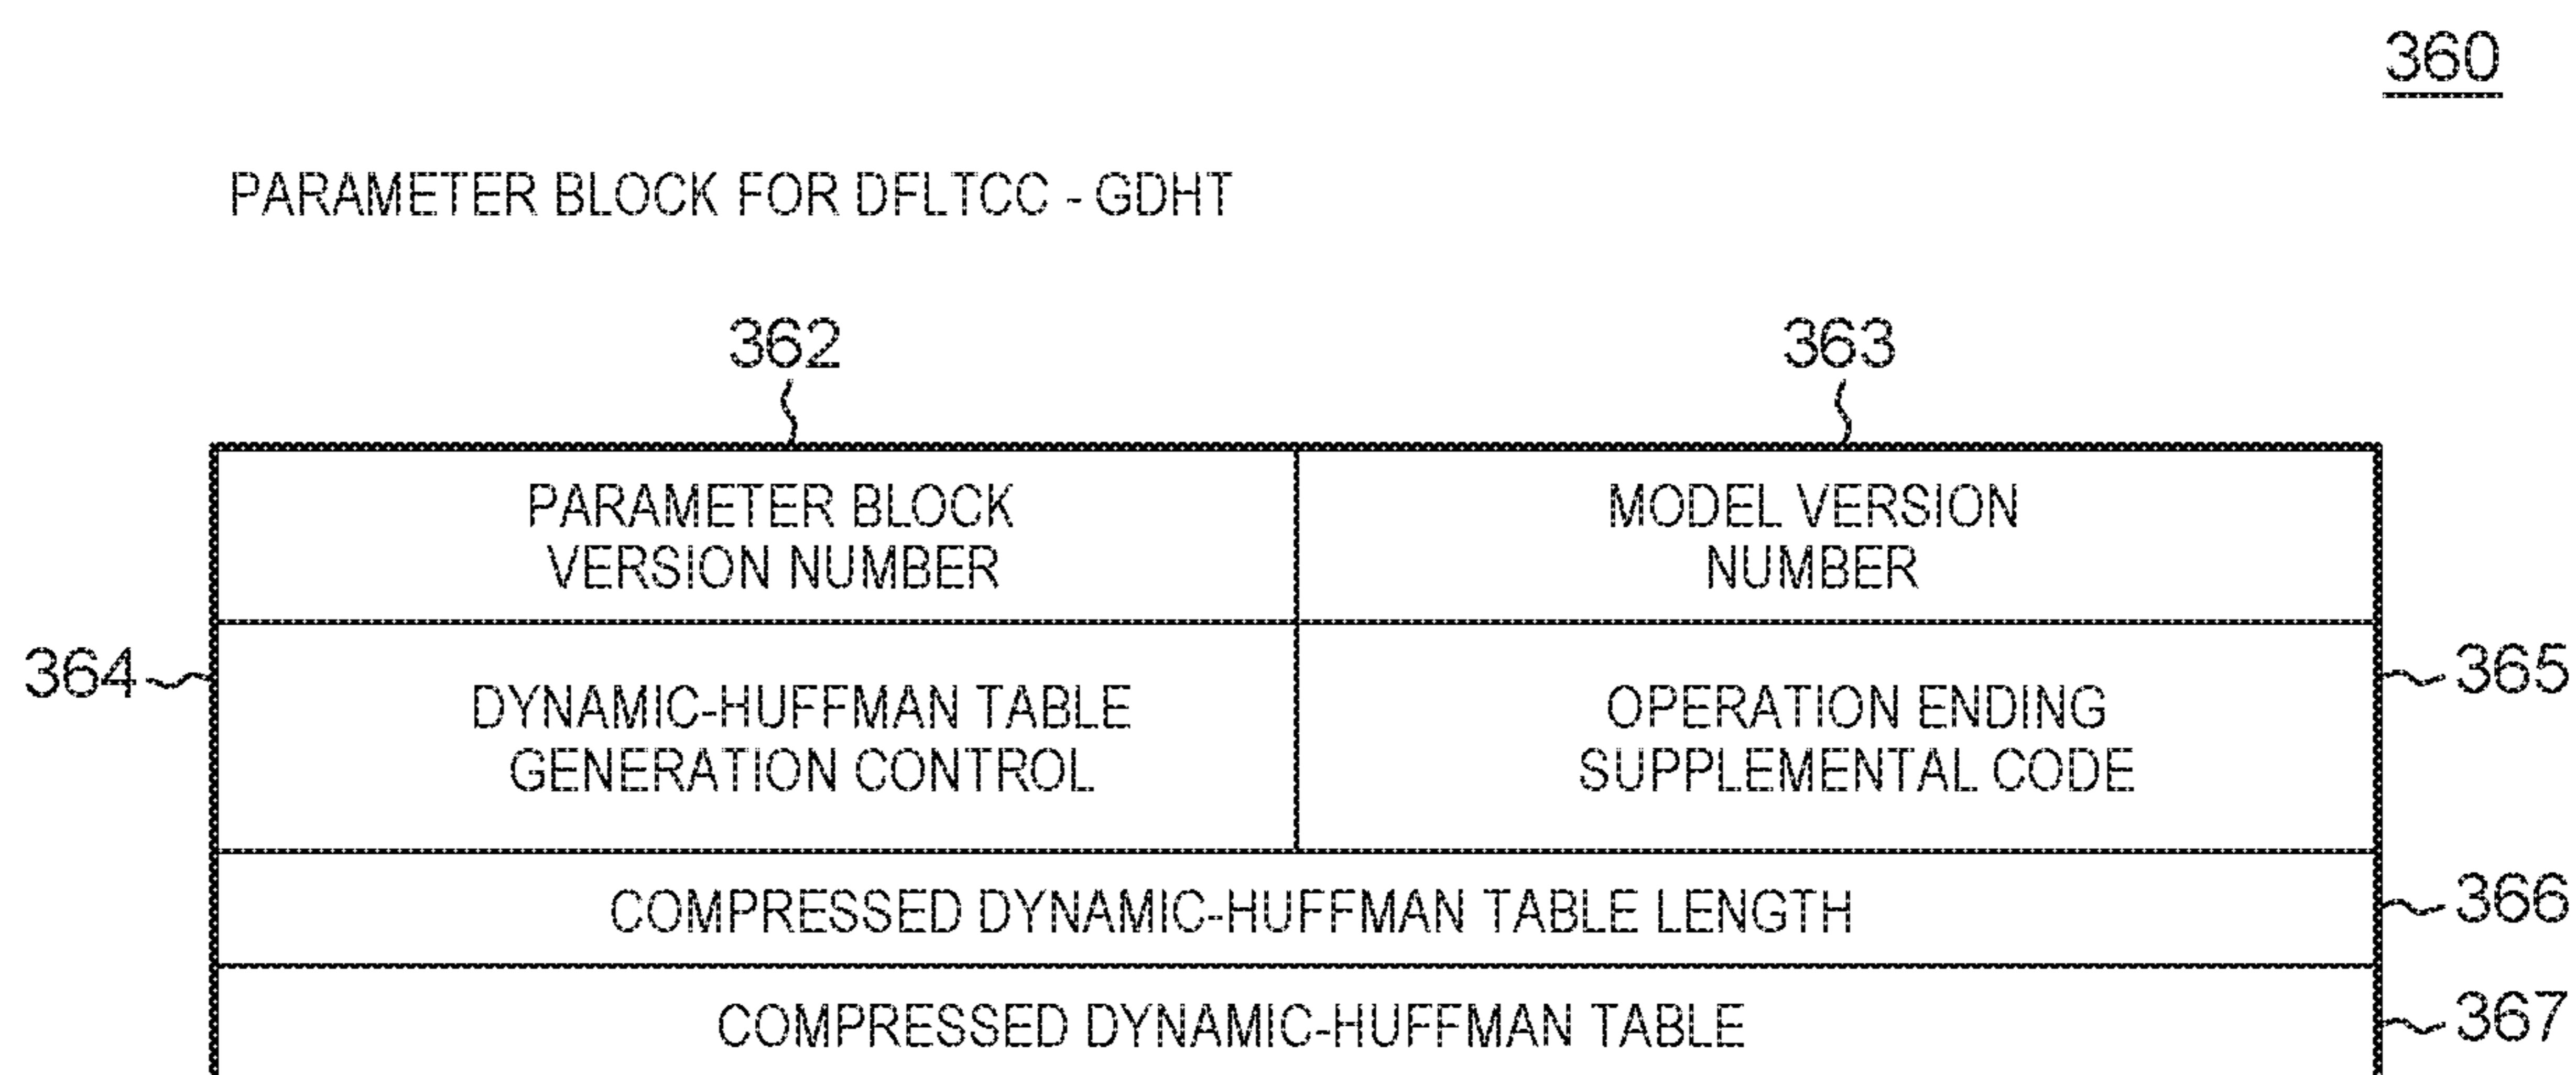 360
PARAMETER BLOCK FOR DFLTCC - GDHT
362
363
PARAMETER BLOCK
VERSION NUMBER
MODEL VERSION
NUMBER
364
DYNAMIC-HUFFMAN TABLE
GENERATION CONTROL
OPERATION ENDING
SUPPLEMENTAL CODE
365
COMPRESSED DYNAMIC-HUFFMAN TABLE LENGTH
366
COMPRESSED DYNAMIC-HUFFMAN TABLE
367